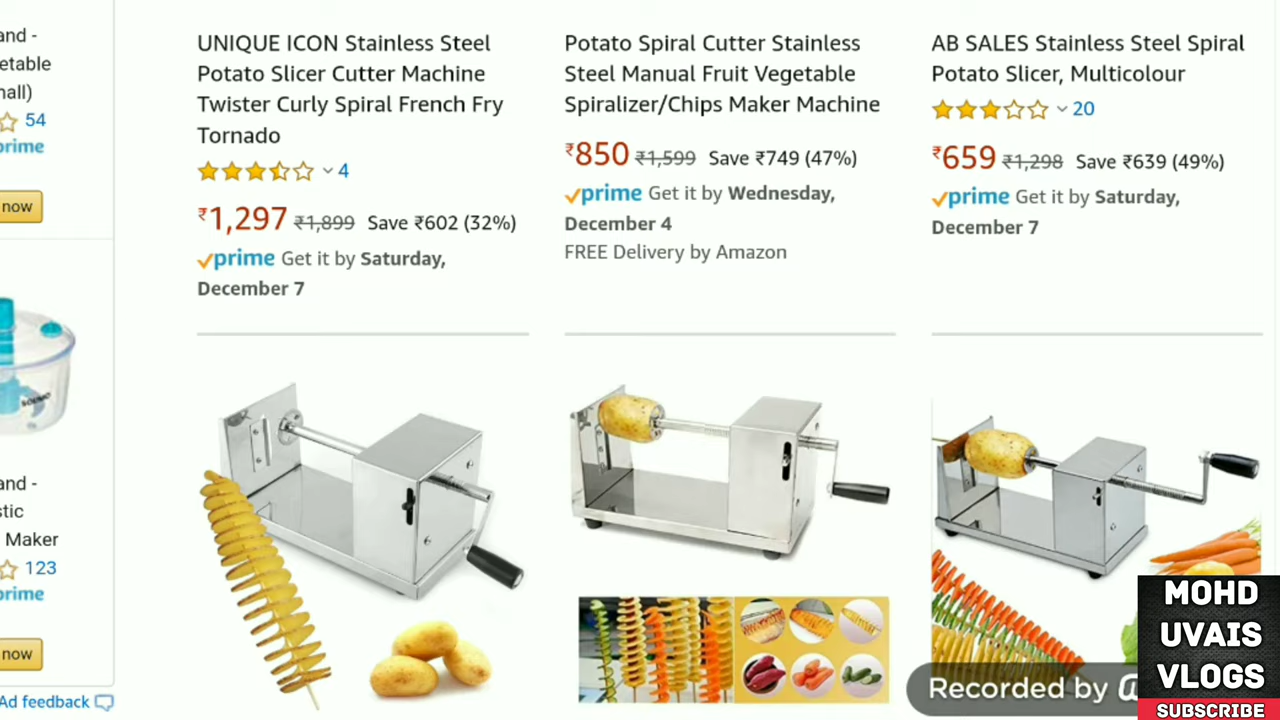 and -
etable
nall)
54
prime
now
and -
stic
Maker
123
prime
now
Ad feedback
UNIQUE ICON Stainless Steel
Potato Slicer Cutter Machine
Twister Curly Spiral French Fry
Tornado
4
₹1,297 ₹1,899 Save ₹602 (32%)
prime Get it by Saturday,
December 7
Potato Spiral Cutter Stainless
Steel Manual Fruit Vegetable
Spiralizer/Chips Maker Machine
₹850 ₹1,599 Save ₹749 (47%)
prime Get it by Wednesday,
December 4
FREE Delivery by Amazon
AB SALES Stainless Steel Spiral
Potato Slicer, Multicolour
20
₹659 ₹1,298 Save ₹639 (49%)
prime Get it by Saturday,
December 7
Recorded by
MOHD
UVAIS
VLOGS
SUBSCRIBE